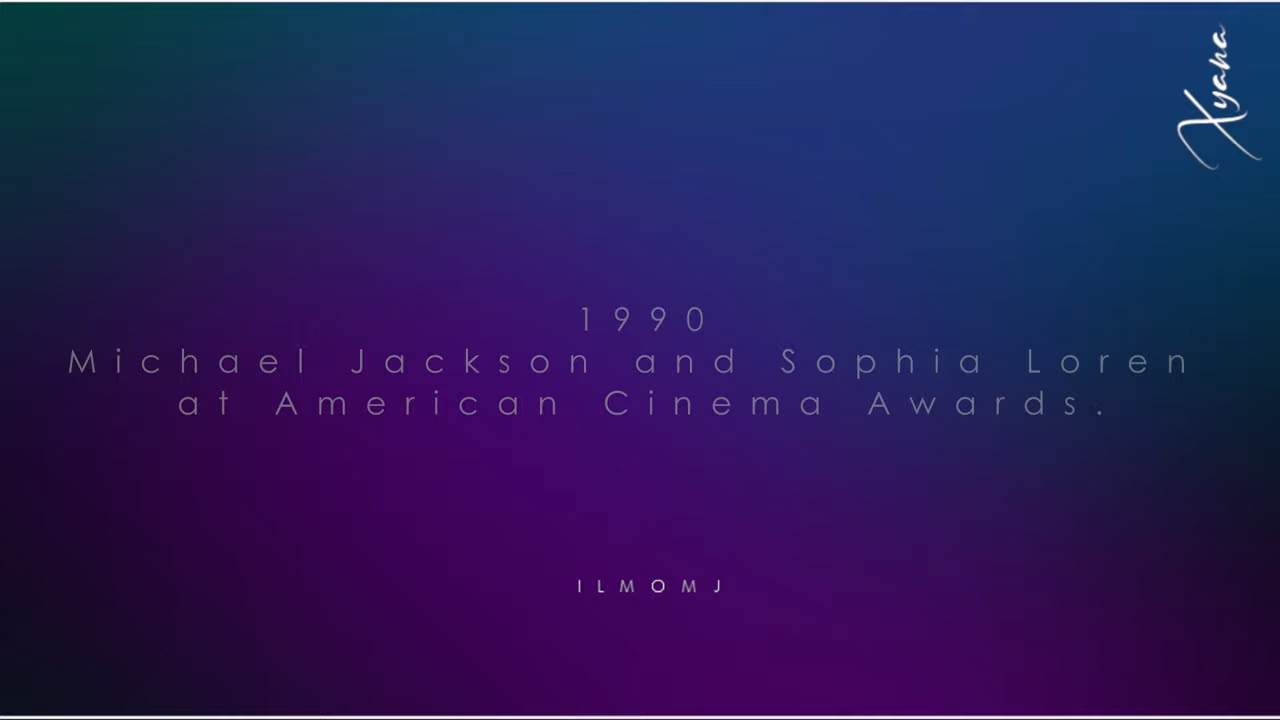 Xyana
1990
Michael Jackson and Sophia Loren
at American Cinema Awards.
ILMOMJ